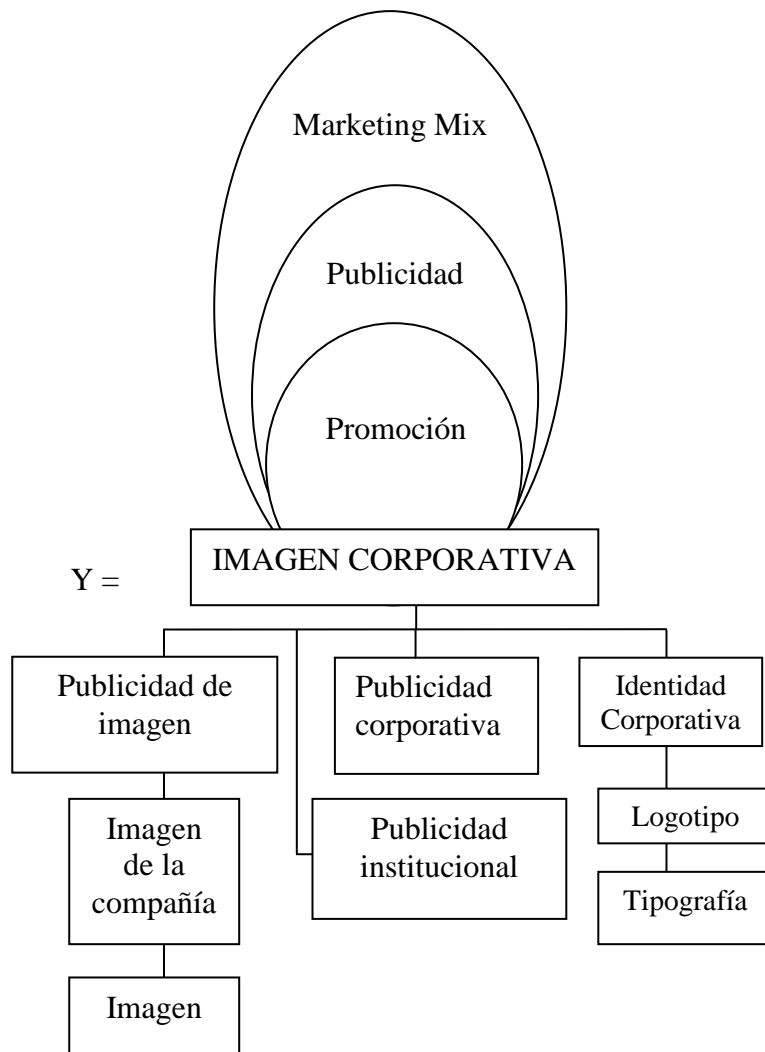 Marketing Mix
Publicidad
Promoción
IMAGEN CORPORATIVA
Y =
Publicidad de
imagen
Publicidad
corporativa
Identidad
Corporativa
Imagen
de la
compañía
Publicidad
institucional
Logotipo
Tipografía
Imagen